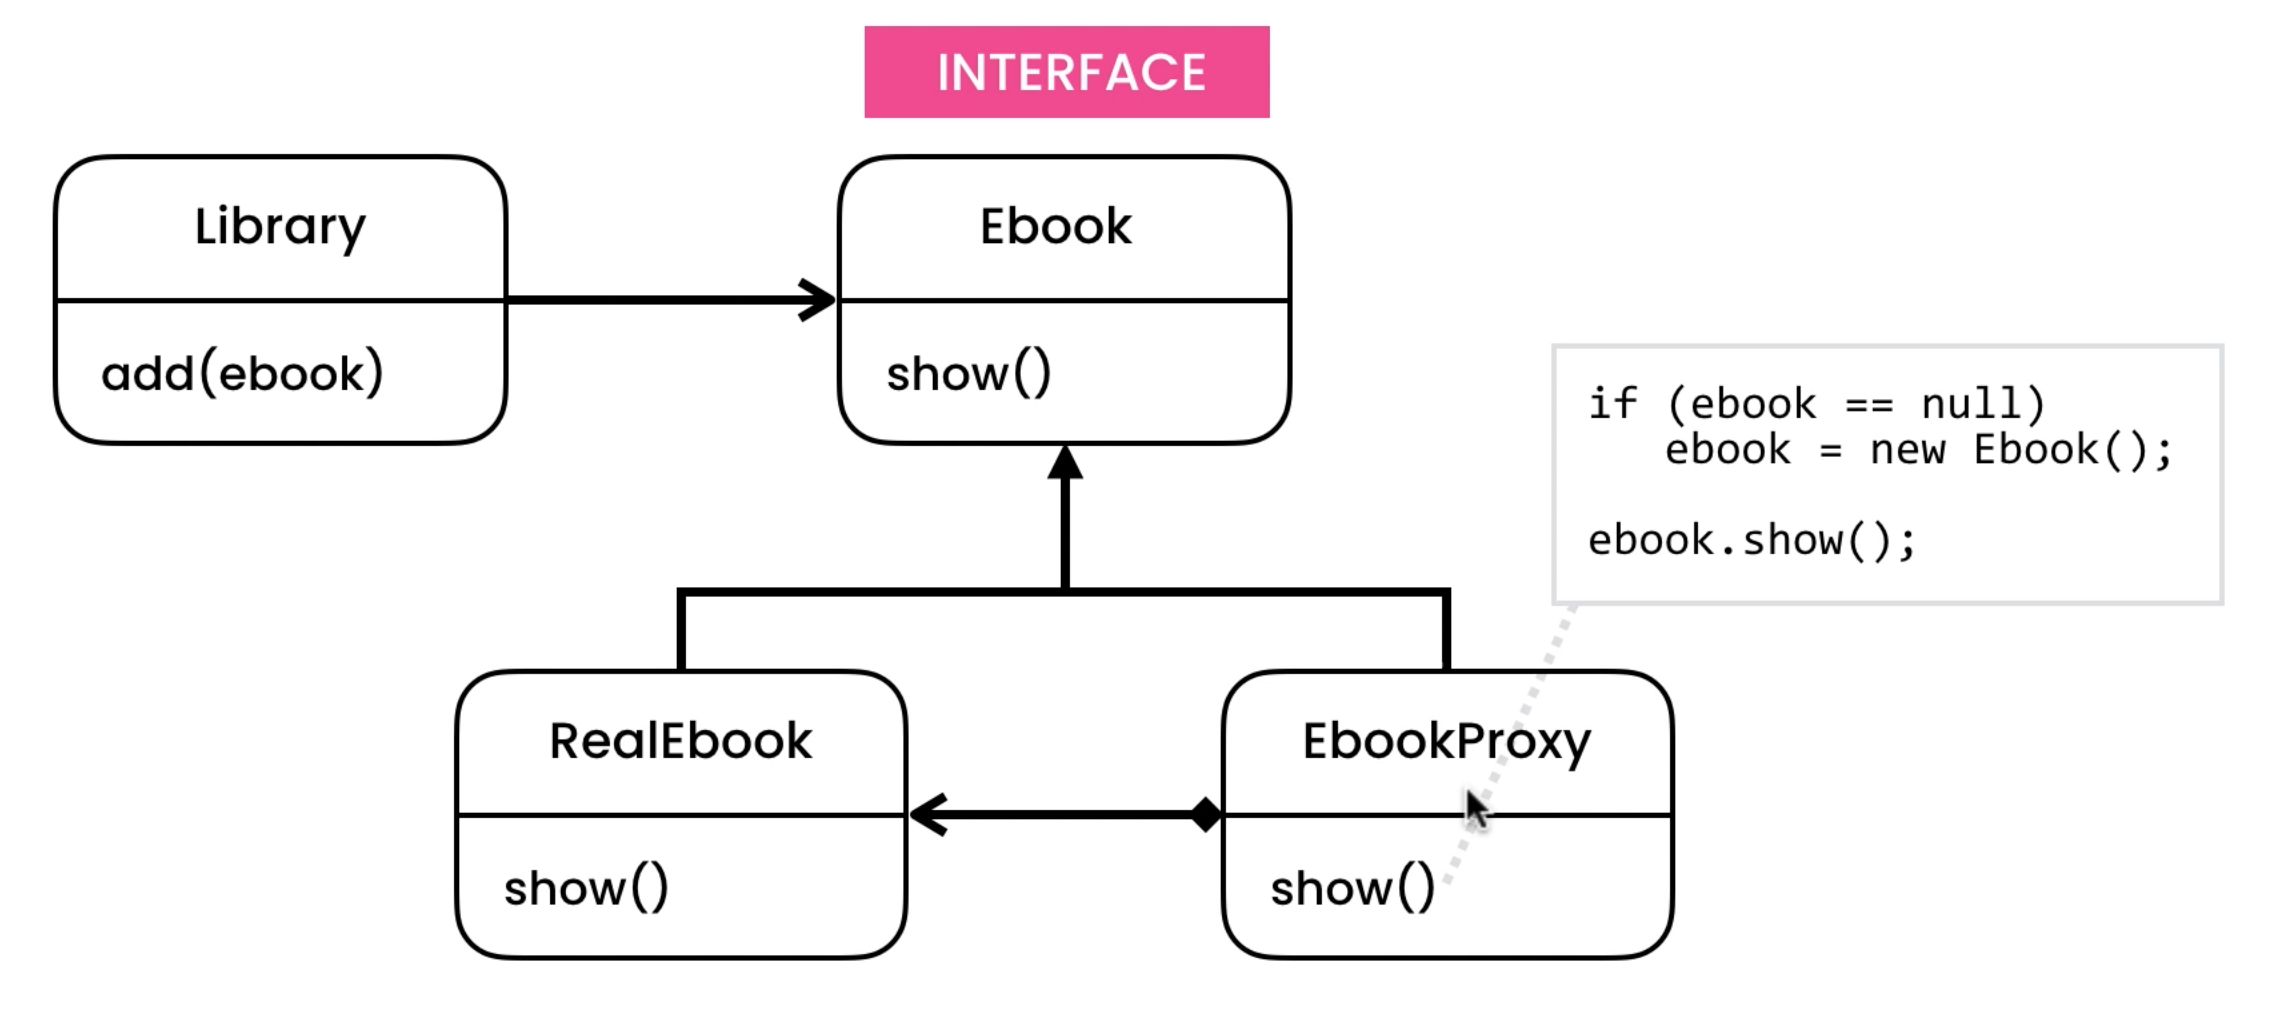 INTERFACE
Library
add(ebook)
Ebook
show()
if (ebook == null)
   ebook = new Ebook();
ebook.show();
RealEbook
show()
EbookProxy
show()